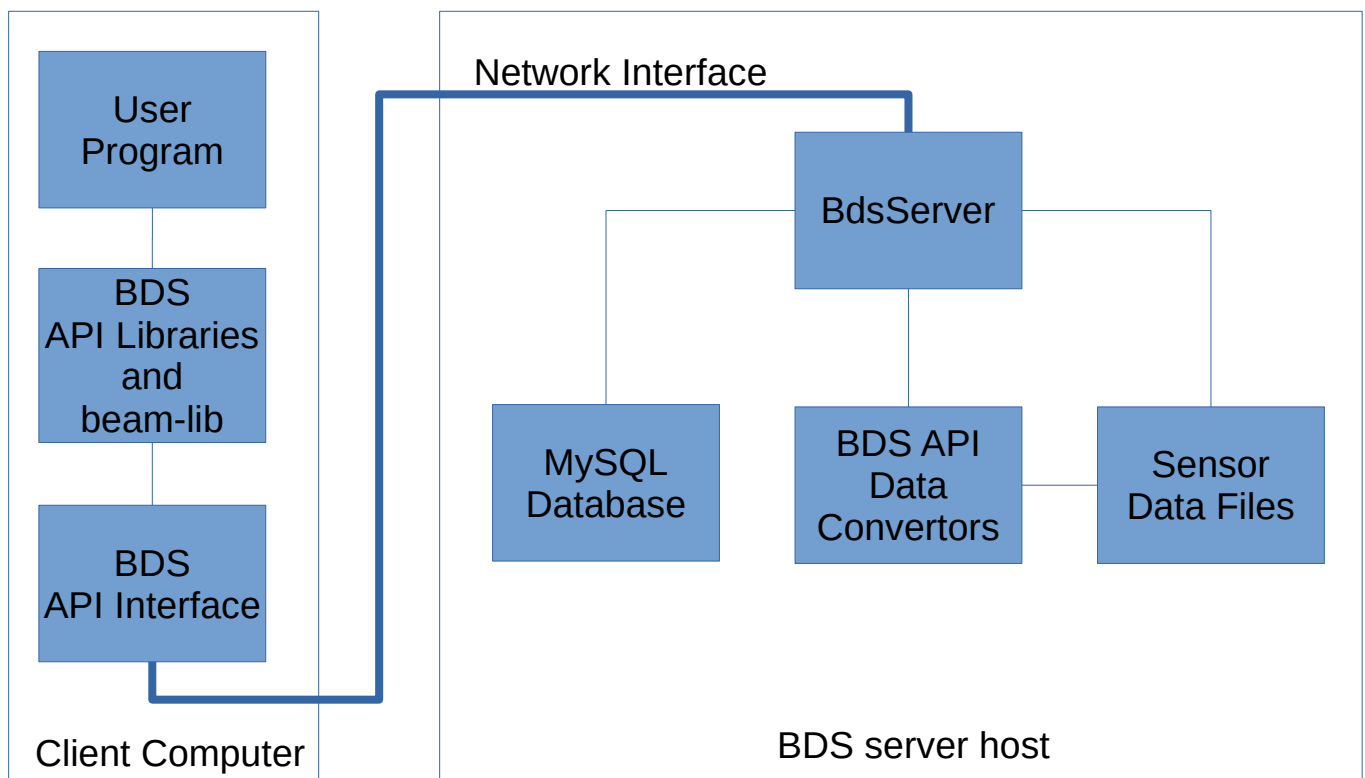 Network Interface
User
Program
BDS
API Libraries
and
beam-lib
BDS
API Interface
Client Computer
BdsServer
MySQL
Database
BDS API
Data
Convertors
Sensor
Data Files
BDS server host